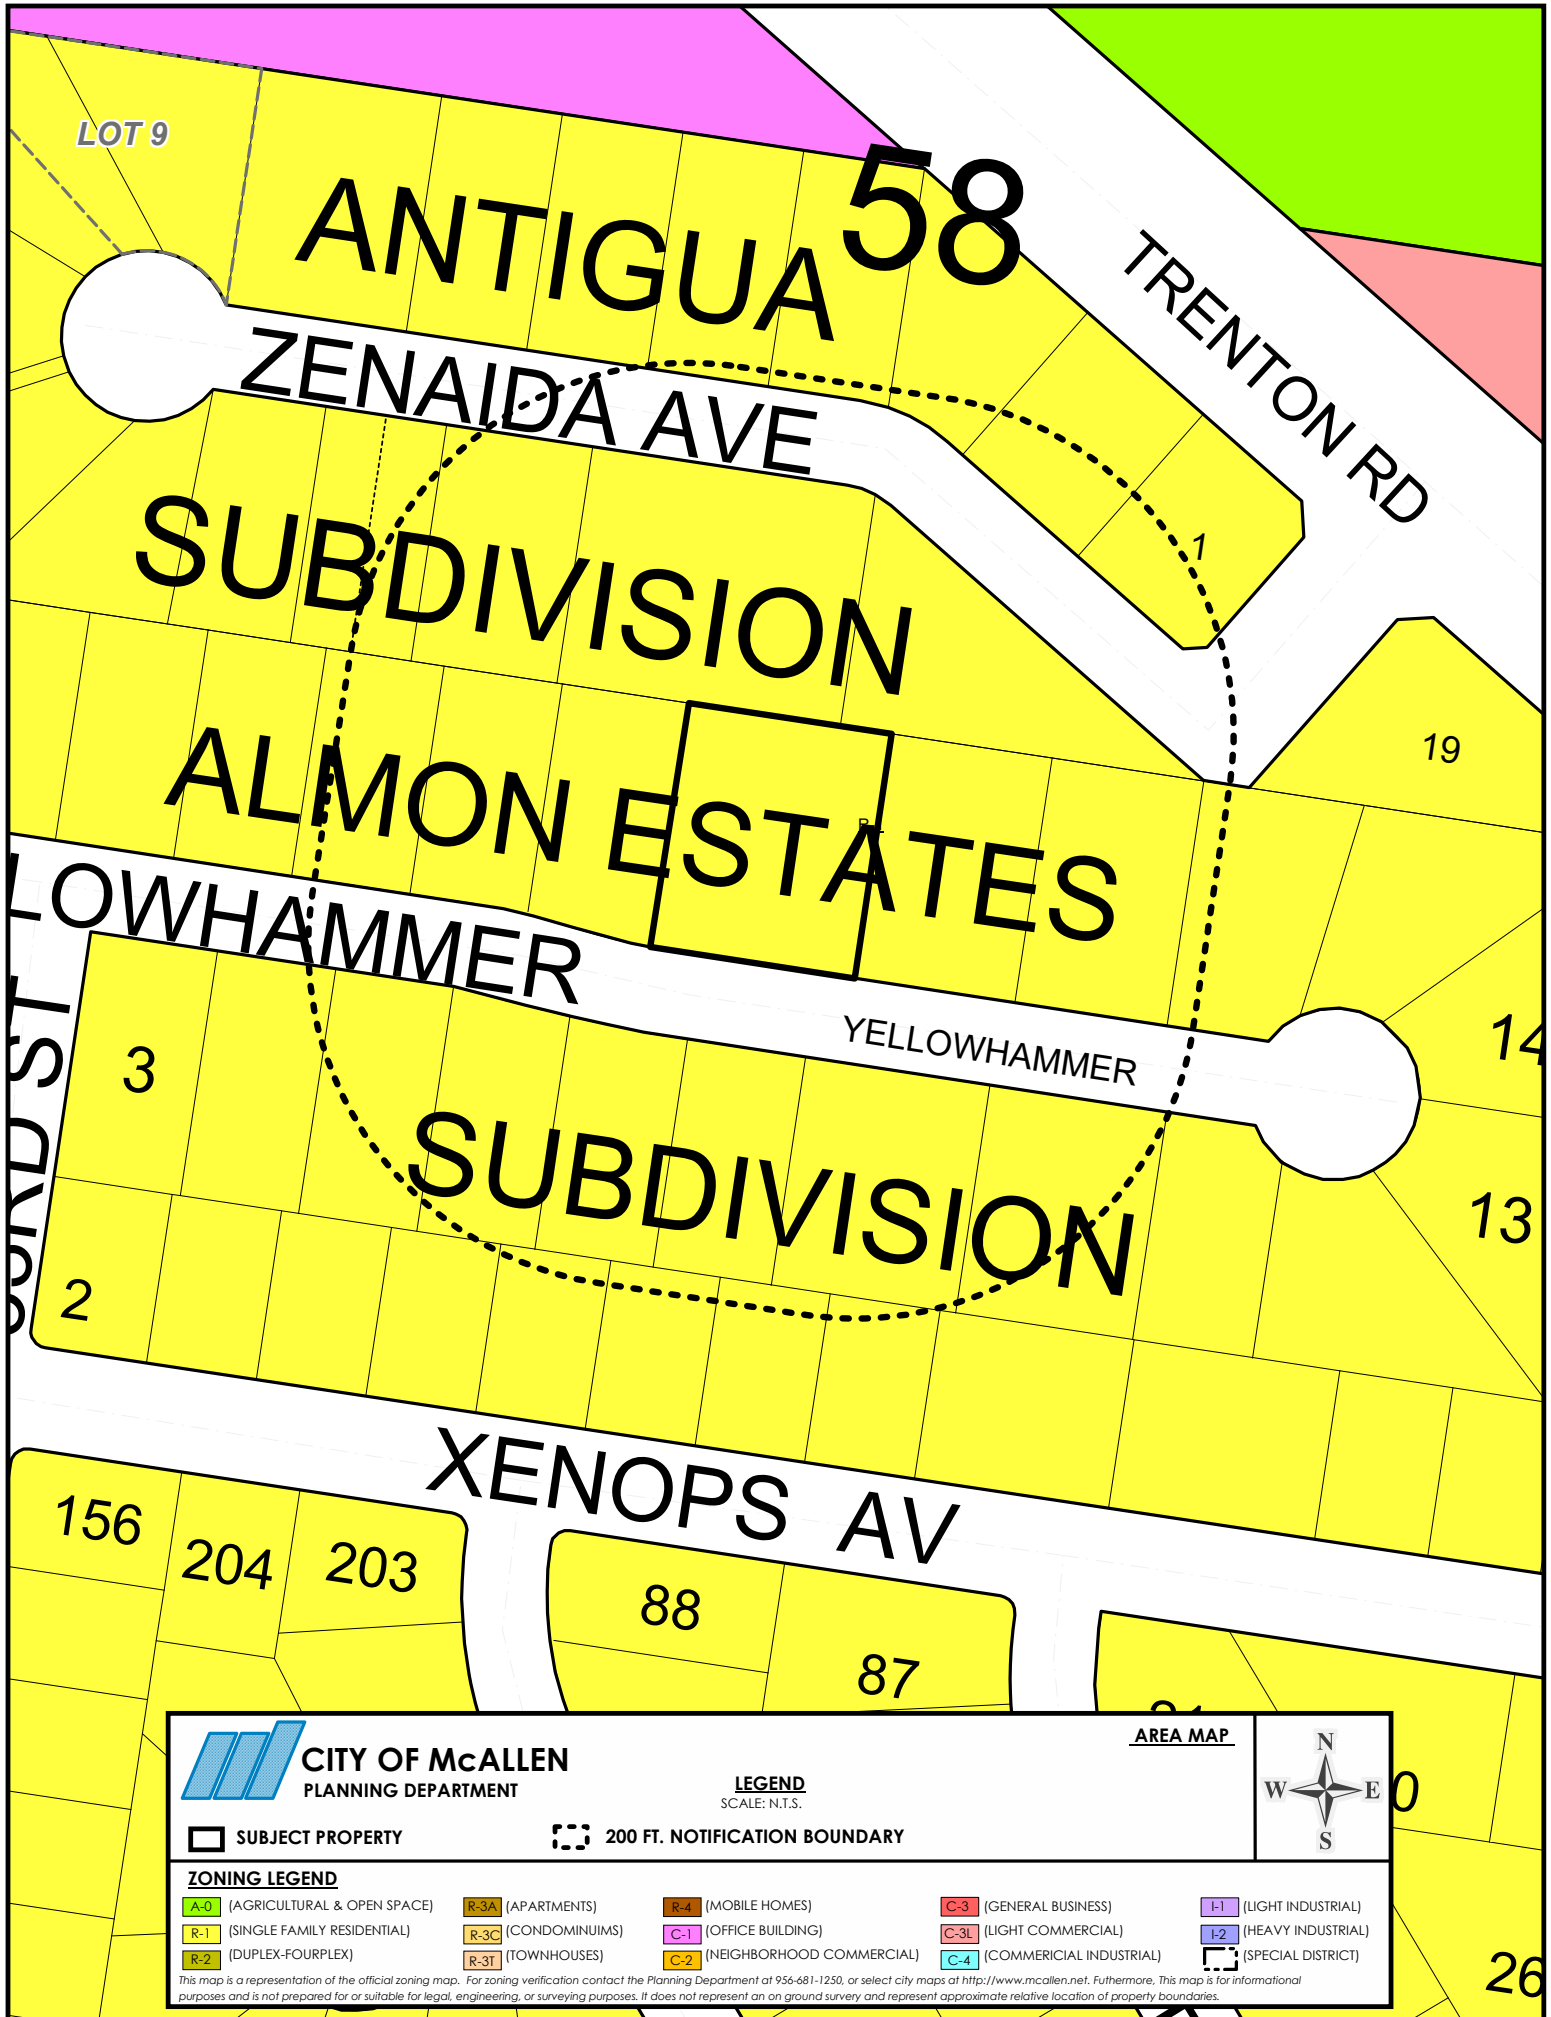 LOT 9
58
ANTIGUA
TRENTON RD
ZENAIDA AVE
SUBDIVISION
1
19
ALMON ESTATES
LOWHAMMER
YELLOWHAMMER
RD ST
14
3
SUBDIVISION
13
2
XENOPS AV
156
204
203
88
87
CITY OF McALLEN
PLANNING DEPARTMENT
AREA MAP
LEGEND
SCALE: N.T.S.
N
W E
S
SUBJECT PROPERTY
200 FT. NOTIFICATION BOUNDARY
ZONING LEGEND
A-0 (AGRICULTURAL & OPEN SPACE) R-3A (APARTMENTS) R-4 (MOBILE HOMES) C-3 (GENERAL BUSINESS) I-1 (LIGHT INDUSTRIAL)
R-1 (SINGLE FAMILY RESIDENTIAL) R-3C (CONDOMINUIMS) C-1 (OFFICE BUILDING) C-3L (LIGHT COMMERCIAL) I-2 (HEAVY INDUSTRIAL)
R-2 (DUPLEX-FOURPLEX) R-3T (TOWNHOUSES) C-2 (NEIGHBORHOOD COMMERCIAL) C-4 (COMMERICIAL INDUSTRIAL) (SPECIAL DISTRICT)
This map is a representation of the official zoning map. For zoning verification contact the Planning Department at 956-681-1250, or select city maps at http://www.mcallen.net. Futhermore, This map is for informational
purposes and is not prepared for or suitable for legal, engineering, or surveying purposes. It does not represent an on ground survery and represent approximate relative location of property boundaries.
26